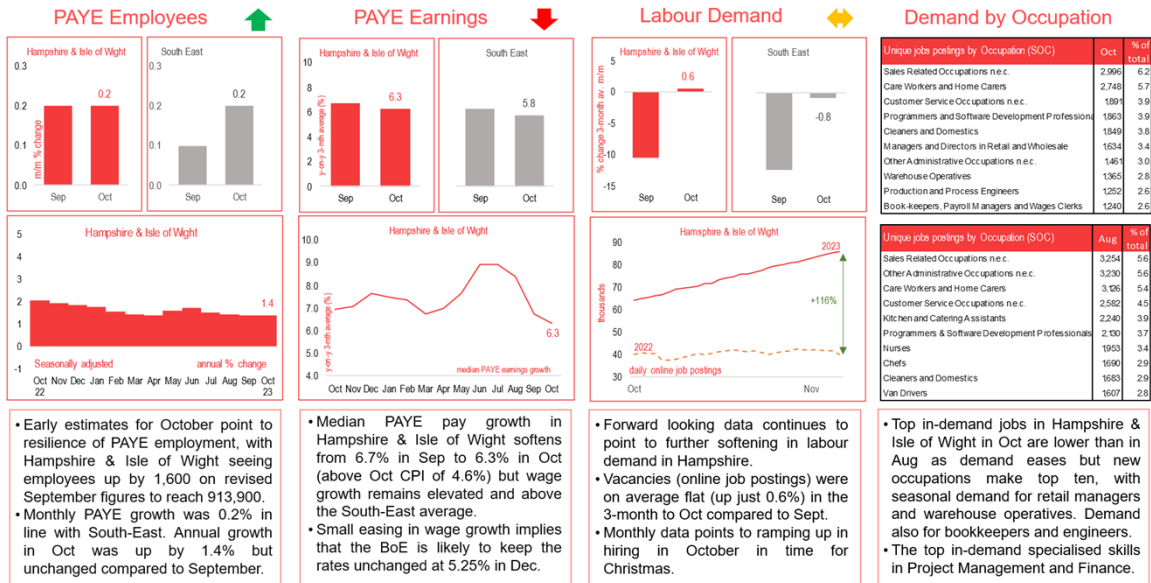 PAYE Employees
PAYE Earnings
Labour Demand
Demand by Occupation
Hampshire & Isle of Wight
0.3
0.2
0.1
0.0
m/m % change
0.2
Sep
Oct
South East
0.3
0.2
0.1
0.0
0.2
Sep
Oct
Hampshire & Isle of Wight
5
4
3
2
1
-1
1.4
Seasonally adjusted
annual % change
Oct Nov Dec Jan Feb Mar Apr May Jun Jul Aug Sep Oct
22
23
Hampshire & Isle of Wight
10
8
6
4
2
0
y-on-y 3-mth average (%)
6.3
Sep
Oct
South East
5.8
Sep
Oct
Hampshire & Isle of Wight
10.0
9.0
8.0
7.0
6.0
5.0
4.0
y-on-y 3-mth average (%)
6.3
median PAYE earnings growth
Oct Nov Dec Jan Feb Mar Apr May Jun Jul Aug Sep Oct
Hampshire & Isle of Wight
5
0
-5
-10
-15
% change 3-month av. m/m
0.6
Sep
Oct
South East
-0.8
Sep
Oct
Hamsphire & Isle of Wight
90
80
70
60
50
40
30
thousands
2023
+116%
2022
daily online job postings
Oct
Nov
Unique jobs postings by Occupation (SOC) Oct % of total
Sales Related Occupations n.e.c. 2,996 6.2
Care Workers and Home Carers 2,748 5.7
Customer Service Occupations n.e.c. 1,891 3.9
Programmers and Software Development Professiona 1,863 3.9
Cleaners and Domestics 1,849 3.8
Managers and Directors in Retail and Wholesale 1,634 3.4
Other Administrative Occupations n.e.c. 1,461 3.0
Warehouse Operatives 1,365 2.8
Production and Process Engineers 1,252 2.6
Book-keepers, Payroll Managers and Wages Clerks 1,240 2.6
Unique jobs postings by Occupation (SOC) Aug % of total
Sales Related Occupations n.e.c. 3,254 5.6
Other Administrative Occupations n.e.c. 3,230 5.6
Care Workers and Home Carers 3,126 5.4
Customer Service Occupations n.e.c. 2,582 4.5
Kitchen and Catering Assistants 2,240 3.9
Programmers & Software Development Professionals 2,130 3.7
Nurses 1,953 3.4
Chefs 1,690 2.9
Cleaners and Domestics 1,683 2.9
Van Drivers 1,607 2.8
• Early estimates for October point to
resilience of PAYE employment, with
Hampshire & Isle of Wight seeing
employees up by 1,600 on revised
September figures to reach 913,900.
• Monthly PAYE growth was 0.2% in
line with South-East. Annual growth
in Oct was up by 1.4% but
unchanged compared to September.
• Median PAYE pay growth in
Hampshire & Isle of Wight softens
from 6.7% in Sep to 6.3% in Oct
(above Oct CPI of 4.6%) but wage
growth remains elevated and above
the South-East average.
• Small easing in wage growth implies
that the BoE is likely to keep the
rates unchanged at 5.25% in Dec.
• Forward looking data continues to
point to further softening in labour
demand in Hampshire.
• Vacancies (online job postings) were
on average flat (up just 0.6%) in the
3-month to Oct compared to Sept.
• Monthly data points to ramping up in
hiring in October in time for
Christmas.
• Top in-demand jobs in Hampshire &
Isle of Wight in Oct are lower than in
Aug as demand eases but new
occupations make top ten, with
seasonal demand for retail managers
and warehouse operatives. Demand
also for bookkeepers and engineers.
• The top in-demand specialised skills
in Project Management and Finance.